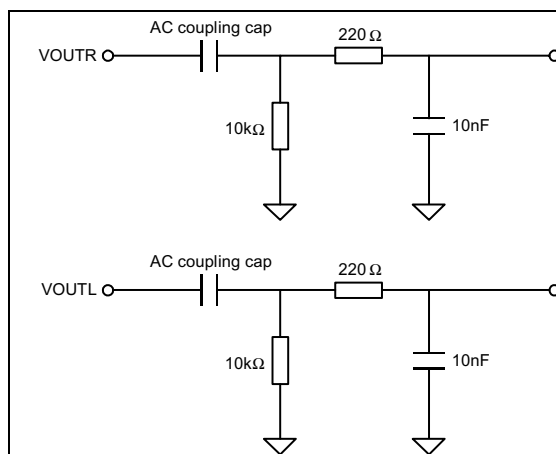 AC coupling cap
220 Ω
VOUTR
10kΩ
10nF
AC coupling cap
220 Ω
VOUTL
10kΩ
10nF